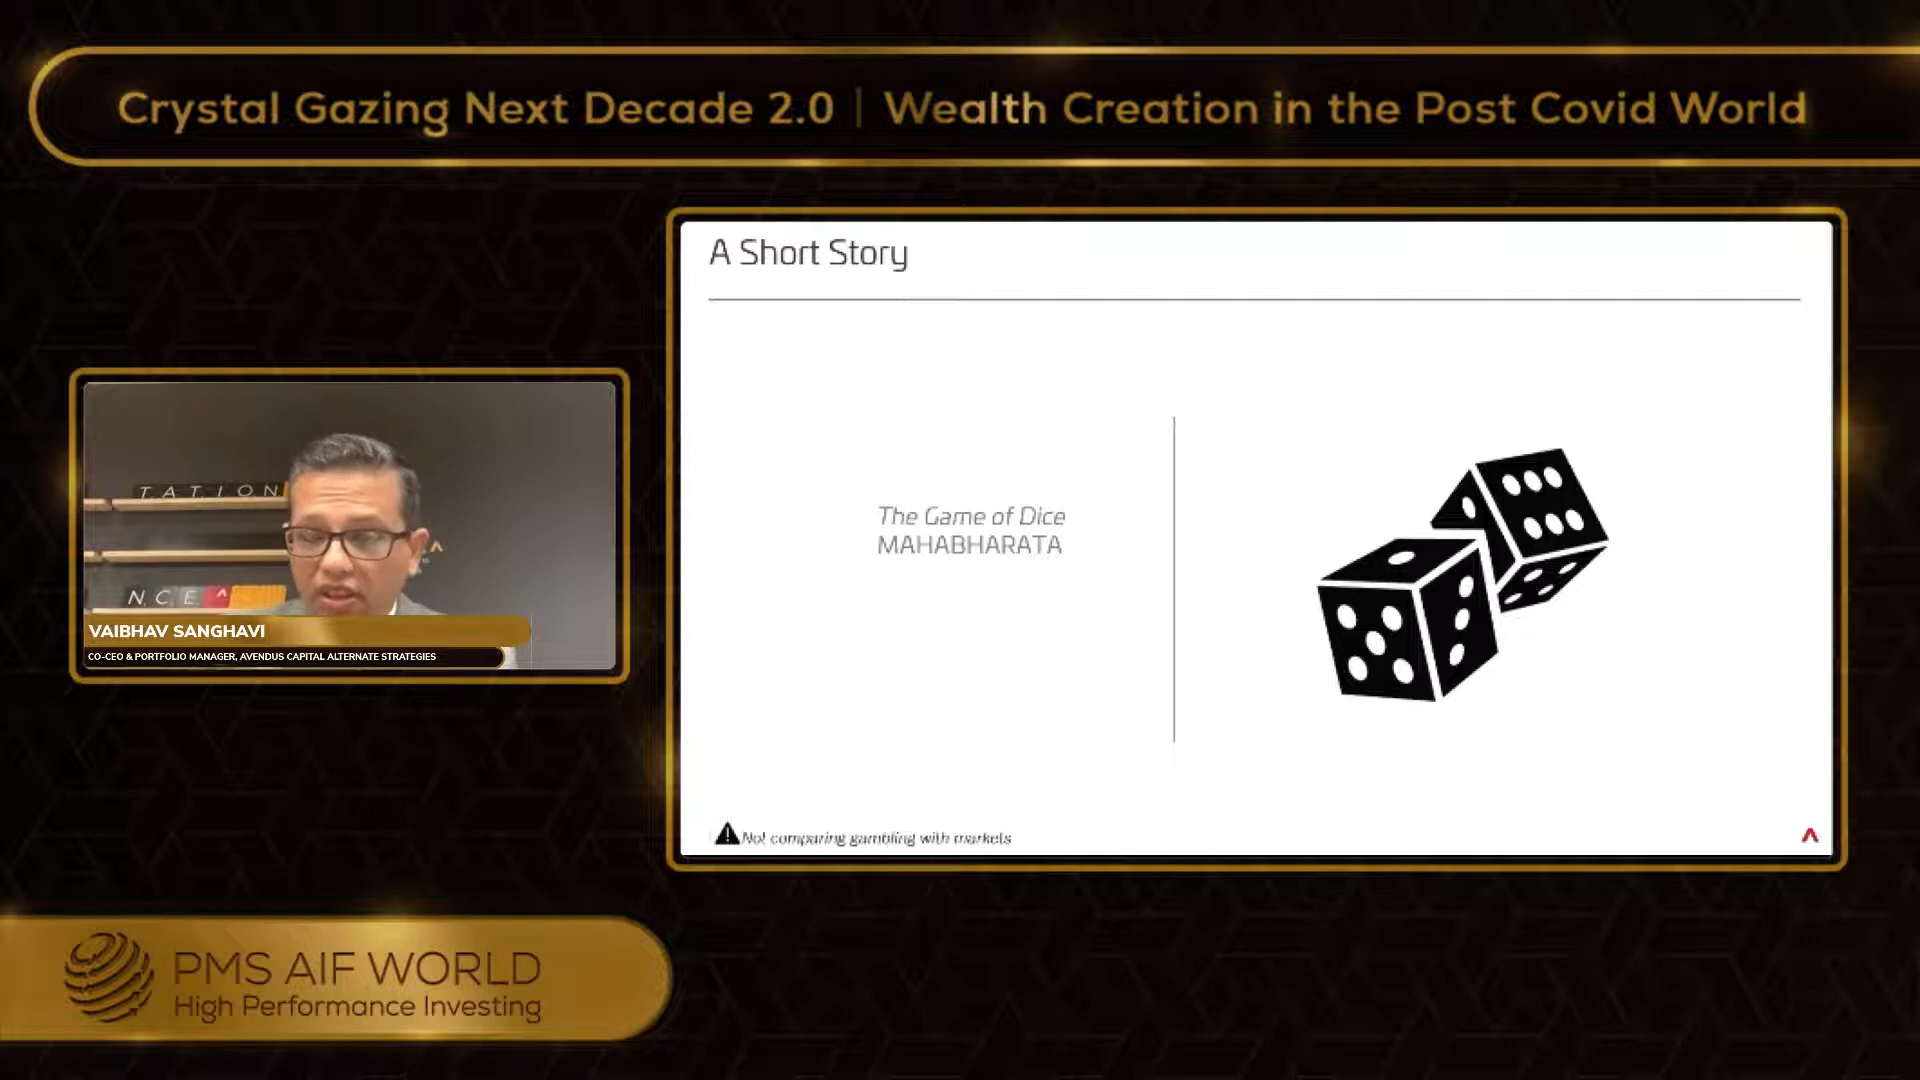 Crystal Gazing Next Decade 2.0 | Wealth Creation in the Post Covid World
A Short Story
The Game of Dice
MAHABHARATA
Not comparing gambling with markets
TATION
N.C.E.^
VAIBHAV SANGHAVI
CO-CEO & PORTFOLIO MANAGER, AVENDUS CAPITAL ALTERNATE STRATEGIES
PMS AIF WORLD
High Performance Investing